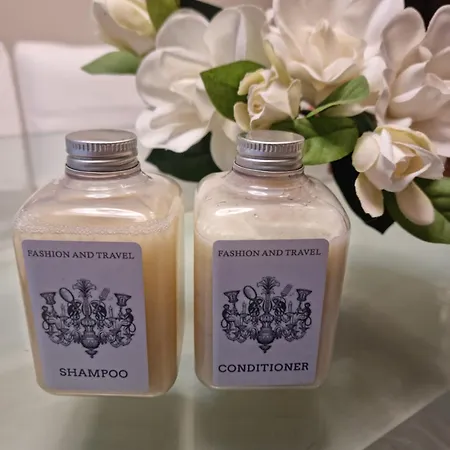 FASHION AND TRAVEL
SHAMPOO
FASHION AND TRAVEL
CONDITIONER